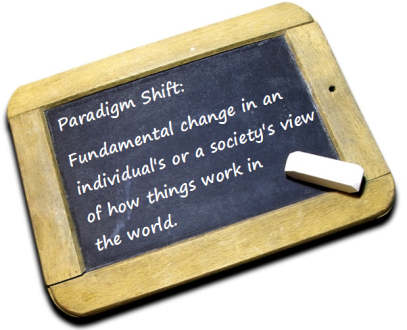 Paradigm Shift:
Fundamental change in an
individual's or a society's view
of how things work in
the world.